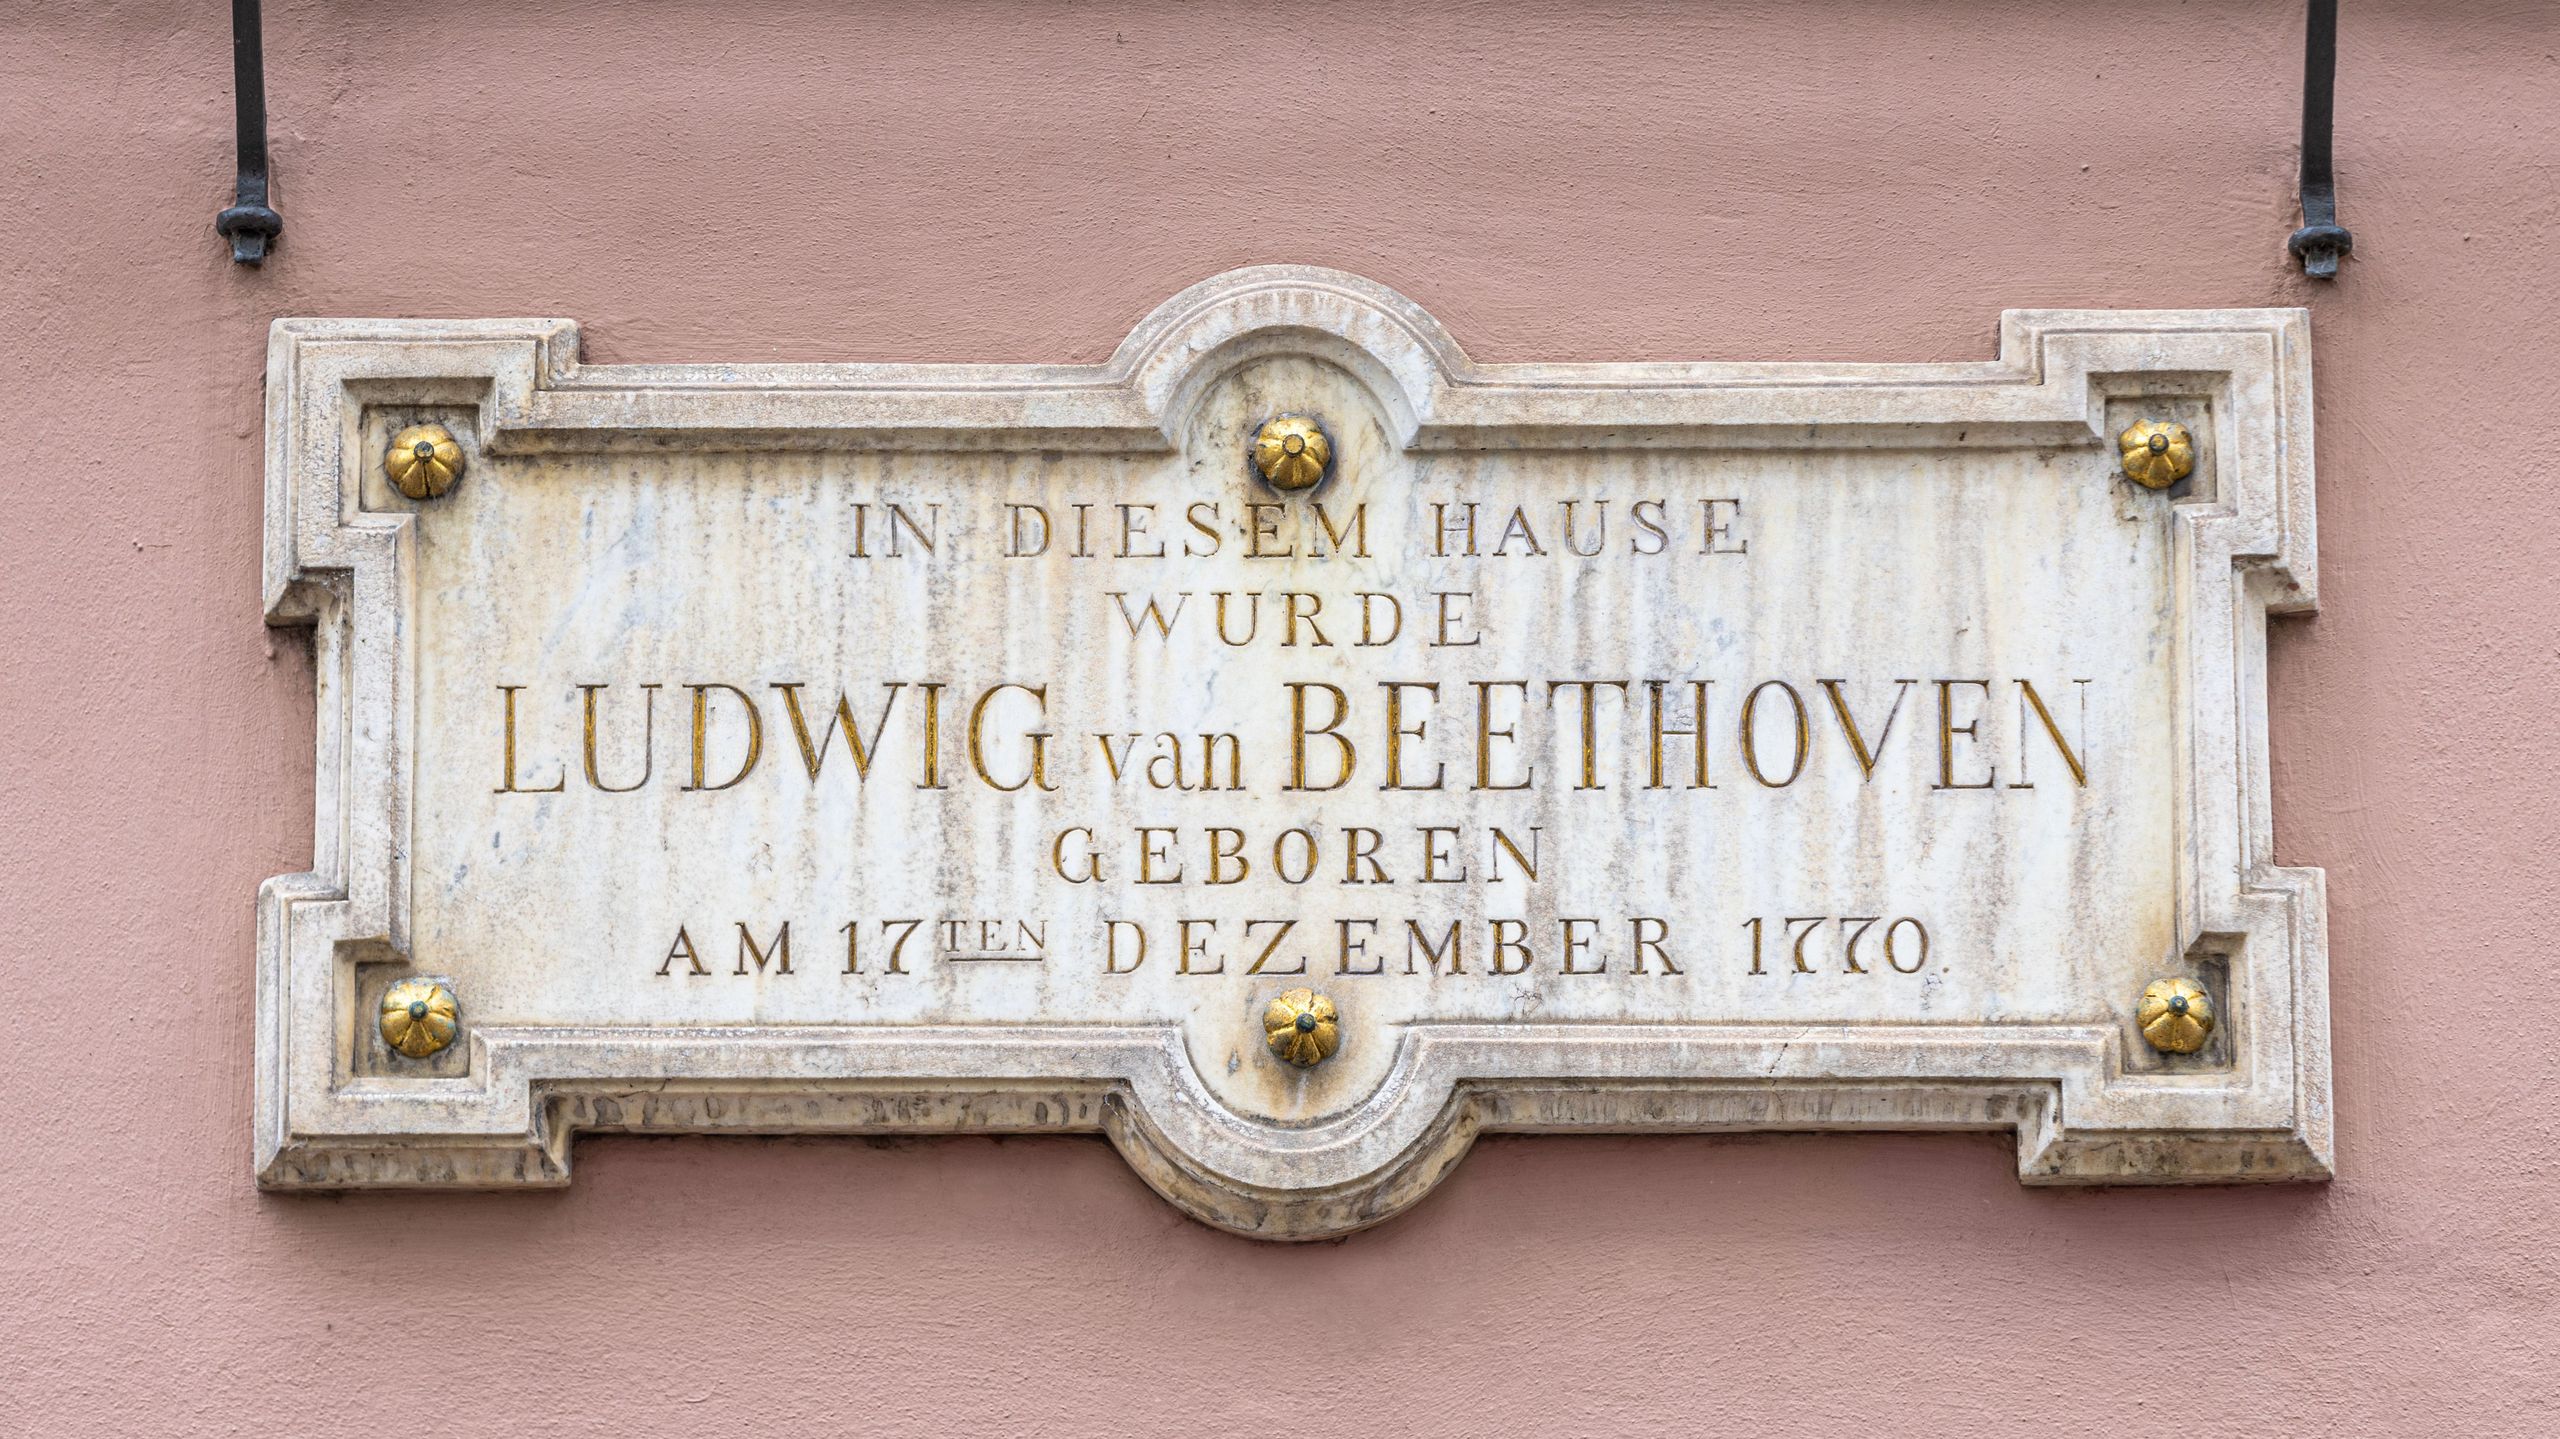 IN DIESEM HAUSE
WURDE
LUDWIG van BEETHOVEN
GEBOREN
AM 17TEN DEZEMBER 1770.